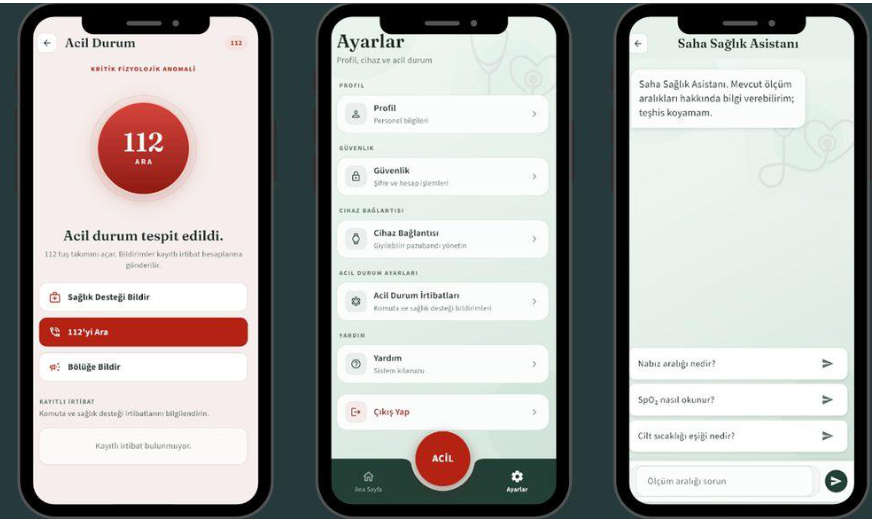 Acil Durum
112
KRİTİK FİZYOLOJİK ANOMALİ
112
ARA
Acil durum tespit edildi.
112 tuş takımını açar. Bildirimler kayıtlı irtibat hesaplarına
gönderilir.
Sağlık Desteği Bildir
112'yi Ara
Bölüğe Bildir
KAYITLI İRTİBAT
Komuta ve sağlık desteği irtibatlarını bilgilendirin.
Kayıtlı irtibat bulunmuyor.
Ayarlar
Profil, cihaz ve acil durum
PROFIL
Profil
Personel bilgileri
GÜVENLIK
Güvenlik
Şifre ve hesap işlemleri
CIHAZ BAĞLANTISI
Cihaz Bağlantısı
Giyilebilir pazubandı yönetin
ACIL DURUM AYARLARI
Acil Durum İrtibatları
Komuta ve sağlık desteği bildirimleri
YARDIM
Yardım
Sistem kılavuzu
Çıkış Yap
ACİL
Ana Sayfa
Ayarlar
Saha Sağlık Asistanı
Saha Sağlık Asistanı. Mevcut ölçüm
aralıkları hakkında bilgi verebilirim;
teşhis koyamam.
Nabız aralığı nedir?
SpO₂ nasıl okunur?
Cilt sıcaklığı eşiği nedir?
Ölçüm aralığı sorun